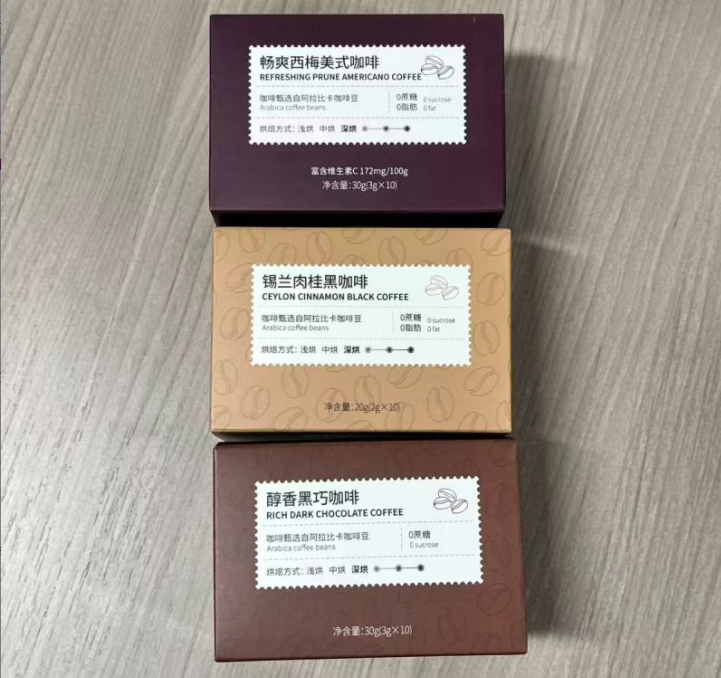 畅爽西梅美式咖啡
REFRESHING PRUNE AMERICANO COFFEE
咖啡甄选自阿拉比卡咖啡豆
Arabica coffee beans
0蔗糖 0 sucrose
0脂肪 0 fat
烘焙方式: 浅烘 中烘 深烘
富含维生素C 172mg/100g
净含量:30g(3g×10)
锡兰肉桂黑咖啡
CEYLON CINNAMON BLACK COFFEE
咖啡甄选自阿拉比卡咖啡豆
Arabica coffee beans
0蔗糖 0 sucrose
0脂肪 0 fat
烘焙方式: 浅烘 中烘 深烘
净含量:20g(2g×10)
醇香黑巧咖啡
RICH DARK CHOCOLATE COFFEE
咖啡甄选自阿拉比卡咖啡豆
Arabica coffee beans
0蔗糖
0 sucrose
烘焙方式: 浅烘 中烘 深烘
净含量:30g(3g×10)